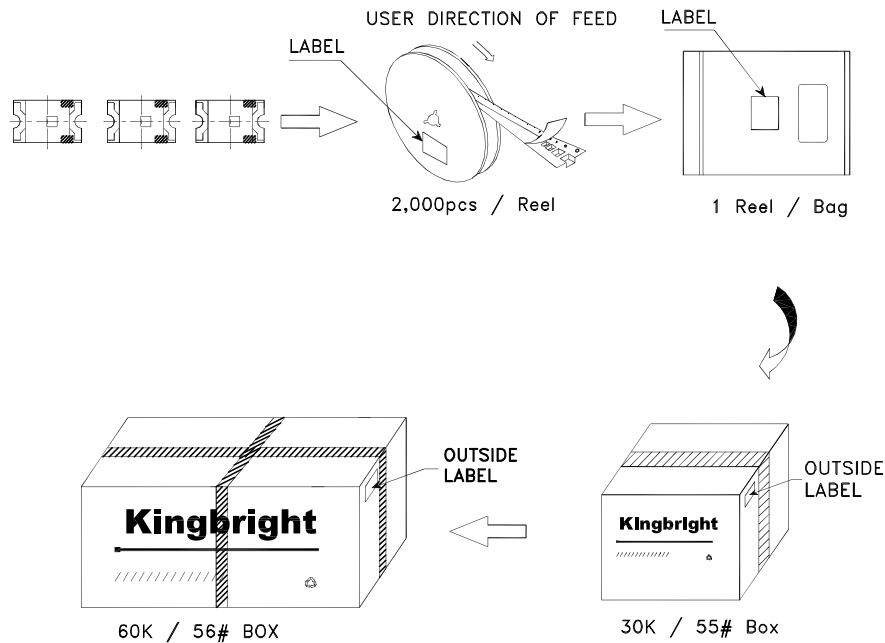 USER DIRECTION OF FEED
LABEL
LABEL
2,000pcs / Reel
1 Reel / Bag
OUTSIDE
LABEL
OUTSIDE
LABEL
Kingbright
Kingbright
60K / 56# BOX
30K / 55# Box